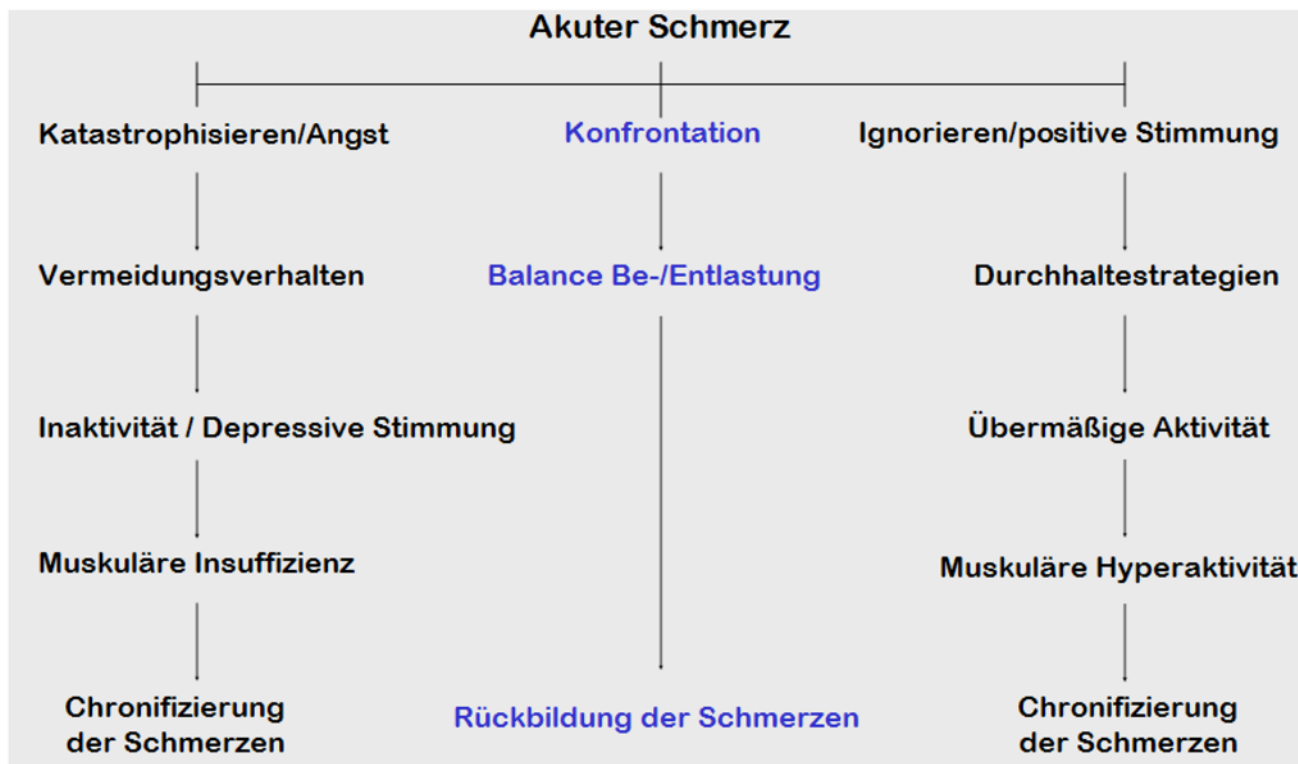 Akuter Schmerz
Katastrophisieren/Angst
Konfrontation
Ignorieren/positive Stimmung
Vermeidungsverhalten
Balance Be-/Entlastung
Durchhaltestrategien
Inaktivität / Depressive Stimmung
Übermäßige Aktivität
Muskuläre Insuffizienz
Muskuläre Hyperaktivität
Chronifizierung
der Schmerzen
Rückbildung der Schmerzen
Chronifizierung
der Schmerzen